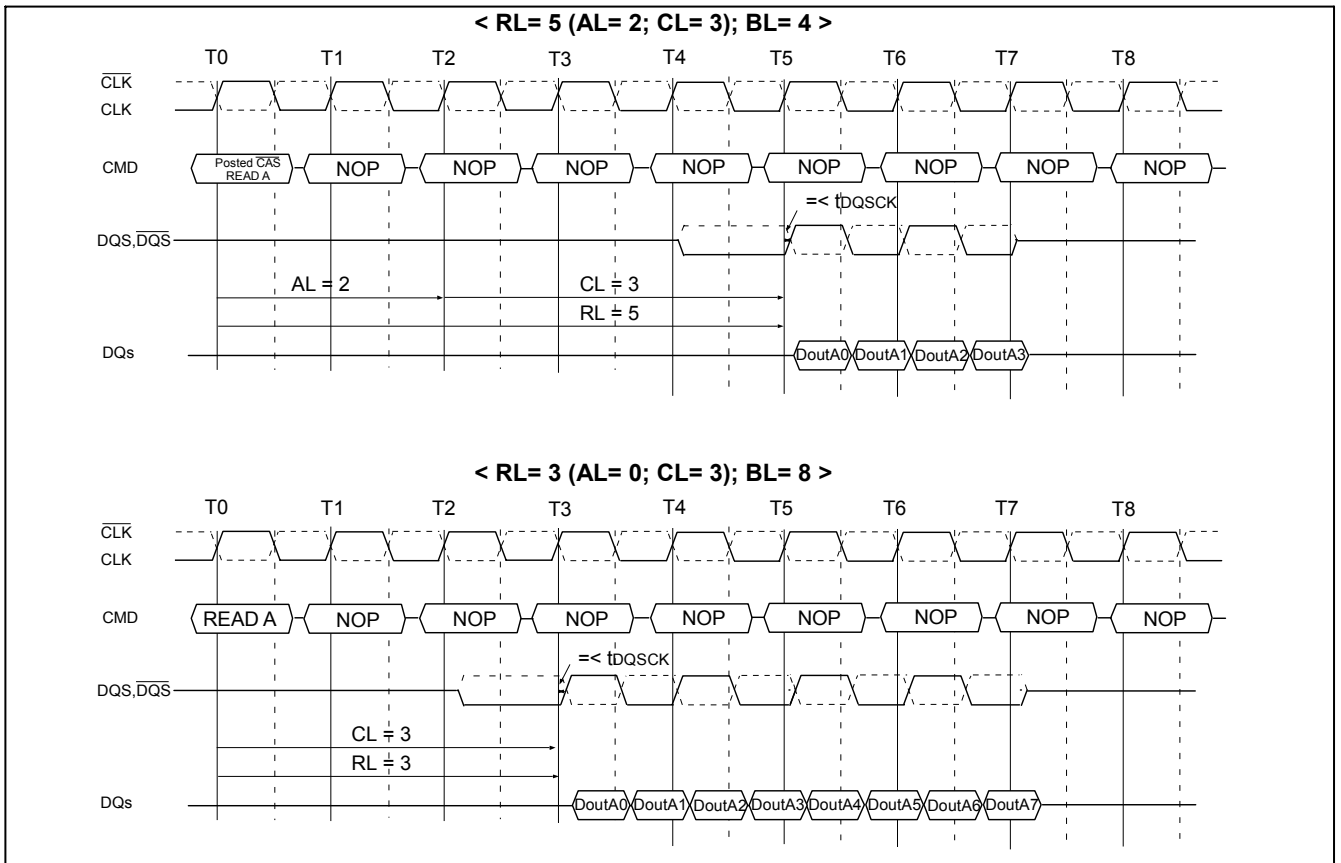 < RL= 5 (AL= 2; CL= 3); BL= 4 >
T0 T1 T2 T3 T4 T5 T6 T7 T8
CLK
CLK
CMD Posted CAS READ A NOP NOP NOP NOP NOP NOP NOP NOP
=< tDQSCK
DQS,DQS
AL = 2 CL = 3
RL = 5
DQs DoutA0 DoutA1 DoutA2 DoutA3
< RL= 3 (AL= 0; CL= 3); BL= 8 >
T0 T1 T2 T3 T4 T5 T6 T7 T8
CLK
CLK
CMD READ A NOP NOP NOP NOP NOP NOP NOP NOP
=< tDQSCK
DQS,DQS
CL = 3
RL = 3
DQs DoutA0 DoutA1 DoutA2 DoutA3 DoutA4 DoutA5 DoutA6 DoutA7